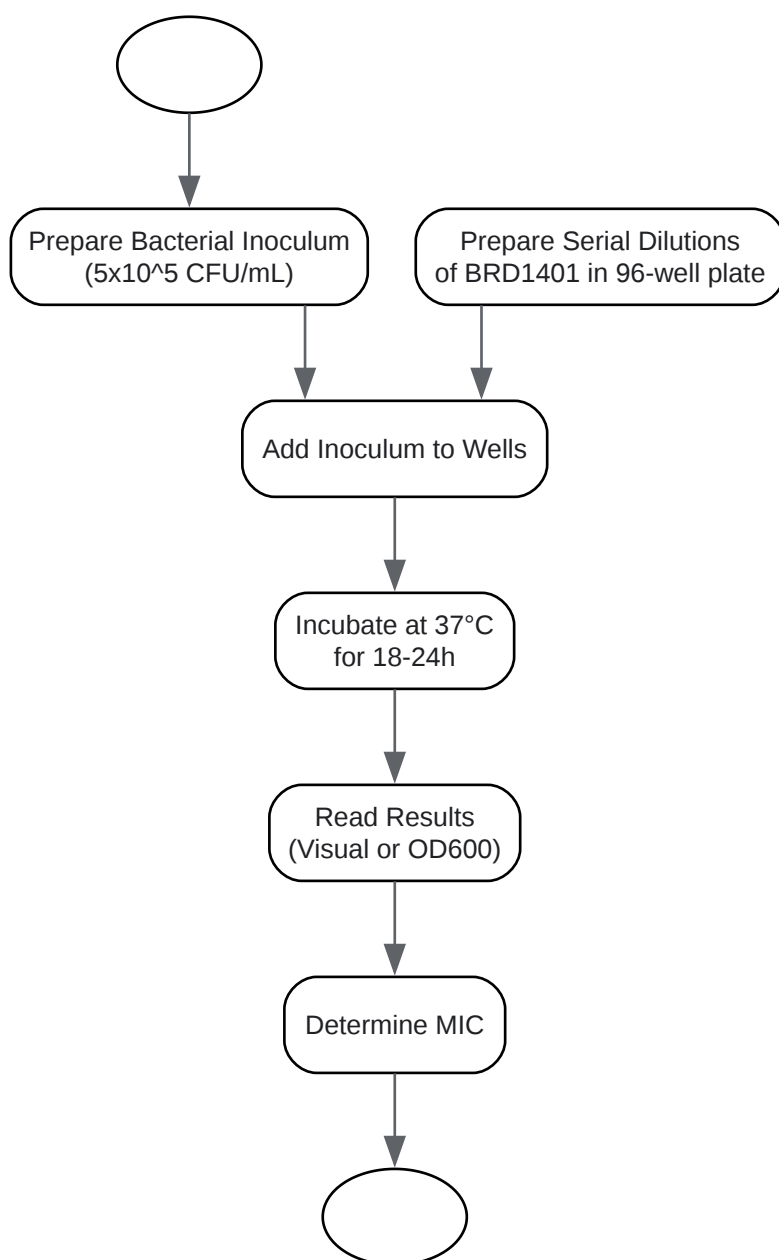 Prepare Bacterial Inoculum
(5x10^5 CFU/mL)
Prepare Serial Dilutions
of BRD1401 in 96-well plate
Add Inoculum to Wells
Incubate at 37°C
for 18-24h
Read Results
(Visual or OD600)
Determine MIC